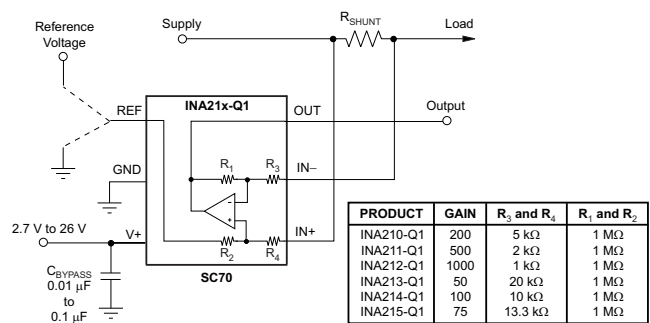 Reference
Voltage
Supply
R_SHUNT
Load
REF
INA21x-Q1
OUT
Output
GND
R1
R3
IN–
2.7 V to 26 V
V+
IN+
R2
R4
C_BYPASS
0.01 μF
to
0.1 μF
SC70
PRODUCT GAIN R3 and R4 R1 and R2
INA210-Q1 200 5 kΩ 1 MΩ
INA211-Q1 500 2 kΩ 1 MΩ
INA212-Q1 1000 1 kΩ 1 MΩ
INA213-Q1 50 20 kΩ 1 MΩ
INA214-Q1 100 10 kΩ 1 MΩ
INA215-Q1 75 13.3 kΩ 1 MΩ